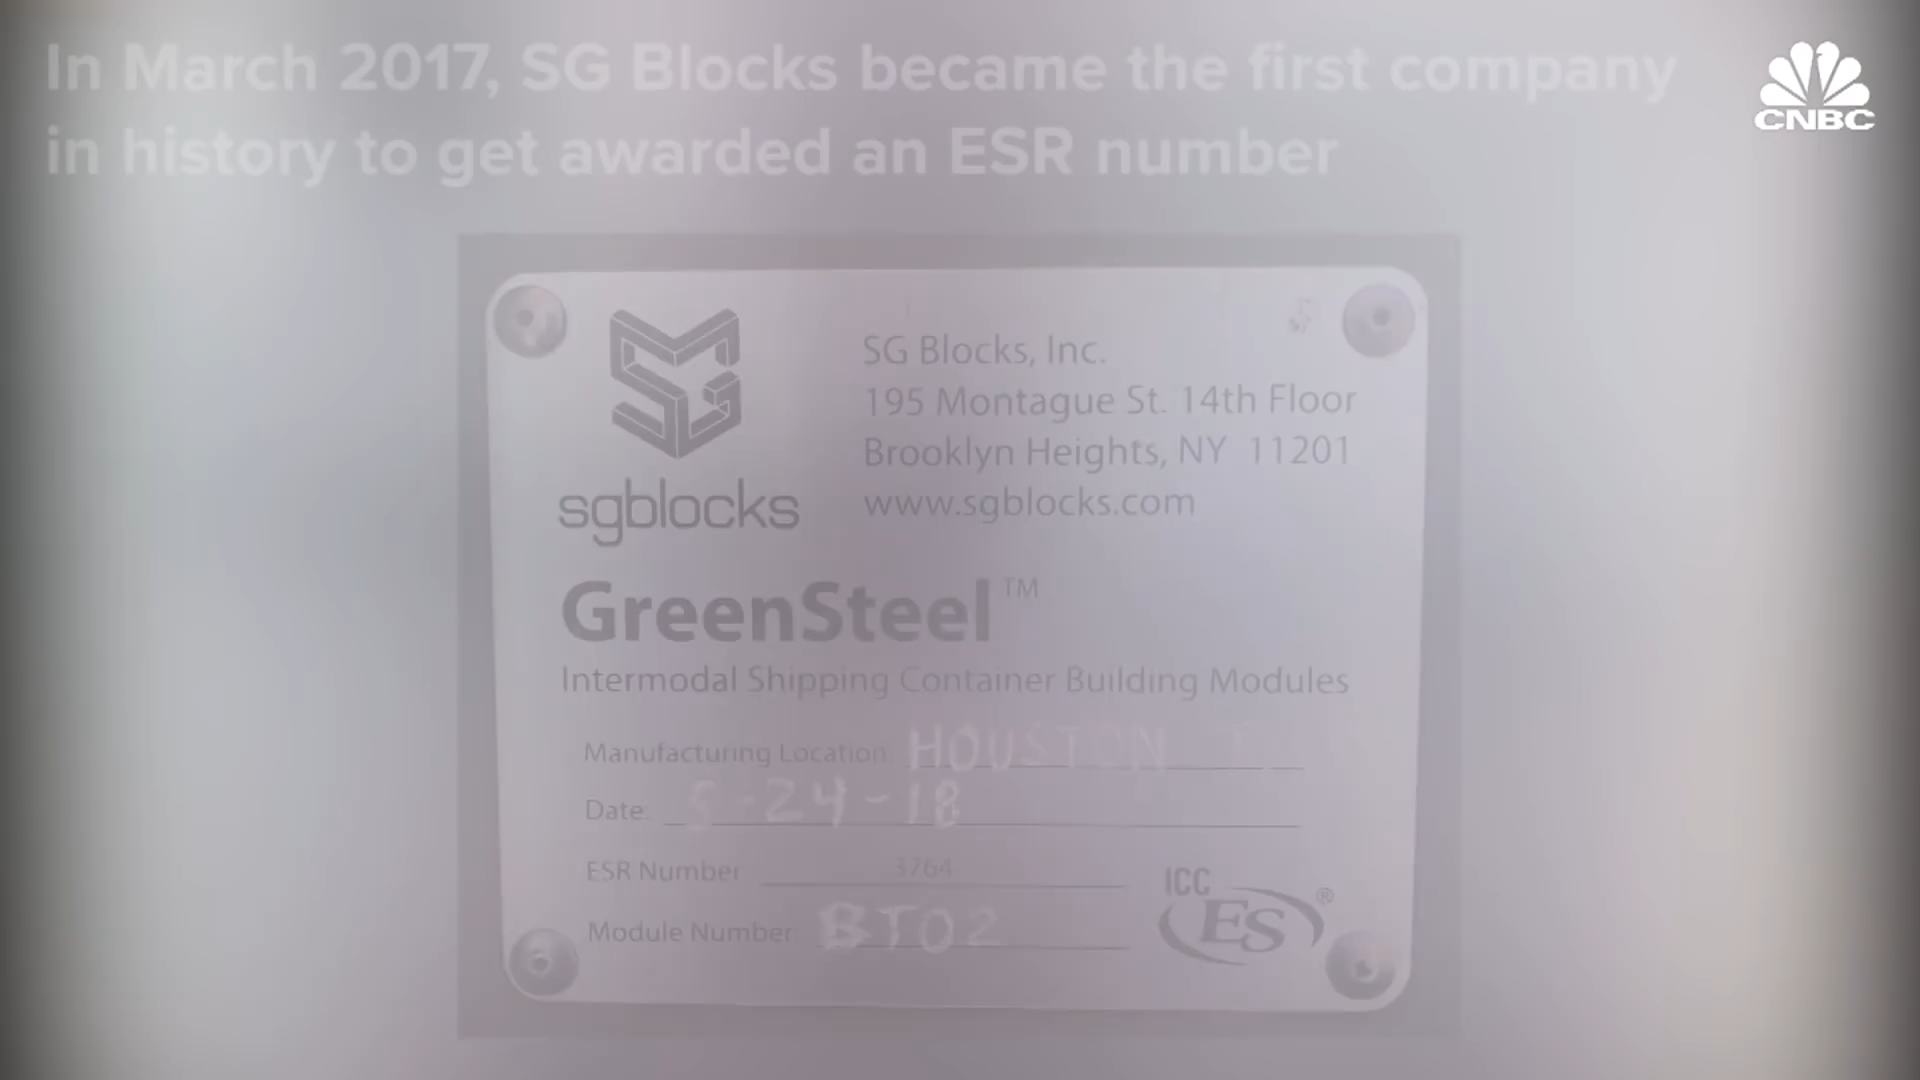 In March 2017, SG Blocks became the first company
in history to get awarded an ESR number
CNBC
SG Blocks, Inc.
195 Montague St. 14th Floor
Brooklyn Heights, NY 11201
www.sgblocks.com
sgblocks
GreenSteel™
Intermodal Shipping Container Building Modules
Manufacturing Location: HOUSTON
Date: 5-24-18
ESR Number 3764
Module Number: BT02
ICC
ES®